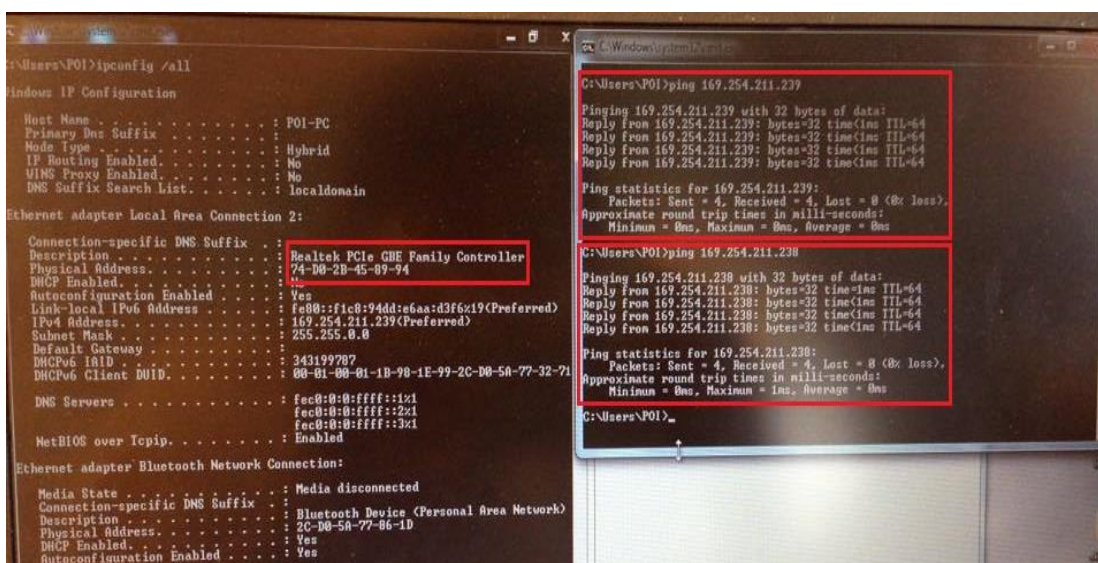 C:\Users\POI>ipconfig /all
Windows IP Configuration
Host Name . . . . . . . . . . . . : POI-PC
Primary Dns Suffix . . . . . . . :
Node Type . . . . . . . . . . . . : Hybrid
IP Routing Enabled. . . . . . . . : No
WINS Proxy Enabled. . . . . . . . : No
DNS Suffix Search List. . . . . . : localdomain
Ethernet adapter Local Area Connection 2:
Connection-specific DNS Suffix . :
Description . . . . . . . . . . . : Realtek PCIe GBE Family Controller
Physical Address. . . . . . . . . : 74-D0-2B-45-89-94
DHCP Enabled. . . . . . . . . . . : No
Autoconfiguration Enabled . . . . : Yes
Link-local IPv6 Address . . . . . : fe80::f1c8:94dd:e6aa:d3f6%19(Preferred)
IPv4 Address. . . . . . . . . . . : 169.254.211.239(Preferred)
Subnet Mask . . . . . . . . . . . : 255.255.0.0
Default Gateway . . . . . . . . . :
DHCPv6 IAID . . . . . . . . . . . : 343199787
DHCPv6 Client DUID. . . . . . . . : 00-01-00-01-1B-98-1E-99-2C-D0-5A-77-32-71
DNS Servers . . . . . . . . . . . : fec0:0:0:ffff::1%1
fec0:0:0:ffff::2%1
fec0:0:0:ffff::3%1
NetBIOS over Tcpip. . . . . . . . : Enabled
Ethernet adapter Bluetooth Network Connection:
Media State . . . . . . . . . . . : Media disconnected
Connection-specific DNS Suffix . :
Description . . . . . . . . . . . : Bluetooth Device (Personal Area Network)
Physical Address. . . . . . . . . : 2C-D0-5A-77-86-1D
DHCP Enabled. . . . . . . . . . . : Yes
Autoconfiguration Enabled . . . . : Yes
C:\Users\POI>ping 169.254.211.239
Pinging 169.254.211.239 with 32 bytes of data:
Reply from 169.254.211.239: bytes=32 time<1ms TTL=64
Reply from 169.254.211.239: bytes=32 time<1ms TTL=64
Reply from 169.254.211.239: bytes=32 time<1ms TTL=64
Reply from 169.254.211.239: bytes=32 time<1ms TTL=64
Ping statistics for 169.254.211.239:
Packets: Sent = 4, Received = 4, Lost = 0 (0% loss),
Approximate round trip times in milli-seconds:
Minimum = 0ms, Maximum = 0ms, Average = 0ms
C:\Users\POI>ping 169.254.211.238
Pinging 169.254.211.238 with 32 bytes of data:
Reply from 169.254.211.238: bytes=32 time=1ms TTL=64
Reply from 169.254.211.238: bytes=32 time<1ms TTL=64
Reply from 169.254.211.238: bytes=32 time<1ms TTL=64
Reply from 169.254.211.238: bytes=32 time<1ms TTL=64
Ping statistics for 169.254.211.238:
Packets: Sent = 4, Received = 4, Lost = 0 (0% loss),
Approximate round trip times in milli-seconds:
Minimum = 0ms, Maximum = 1ms, Average = 0ms
C:\Users\POI>_